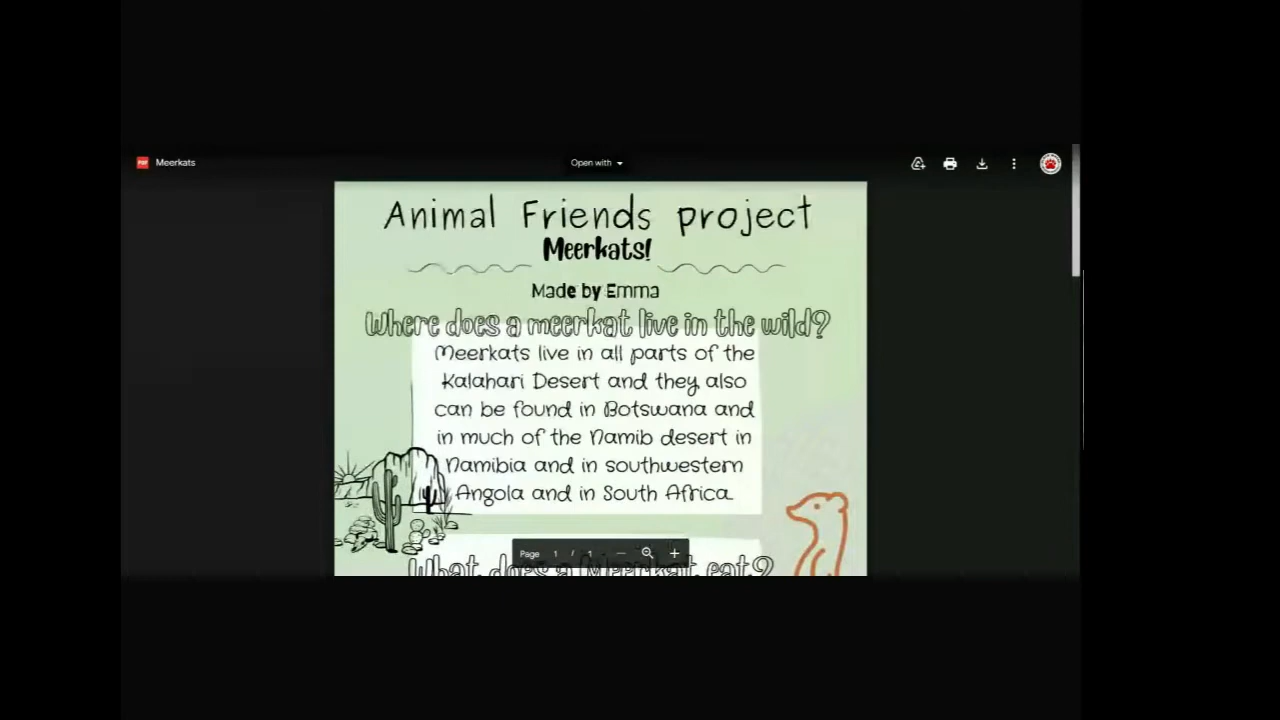 PDF Meerkats
Open with
Animal Friends project
Meerkats!
Made by Emma
Where does a meerkat live in the wild?
Meerkats live in all parts of the
Kalahari Desert and they also
can be found in Botswana and
in much of the Namib desert in
Namibia and in southwestern
Angola and in South Africa.
Page 1 / 1
What does a Meerkat eat?